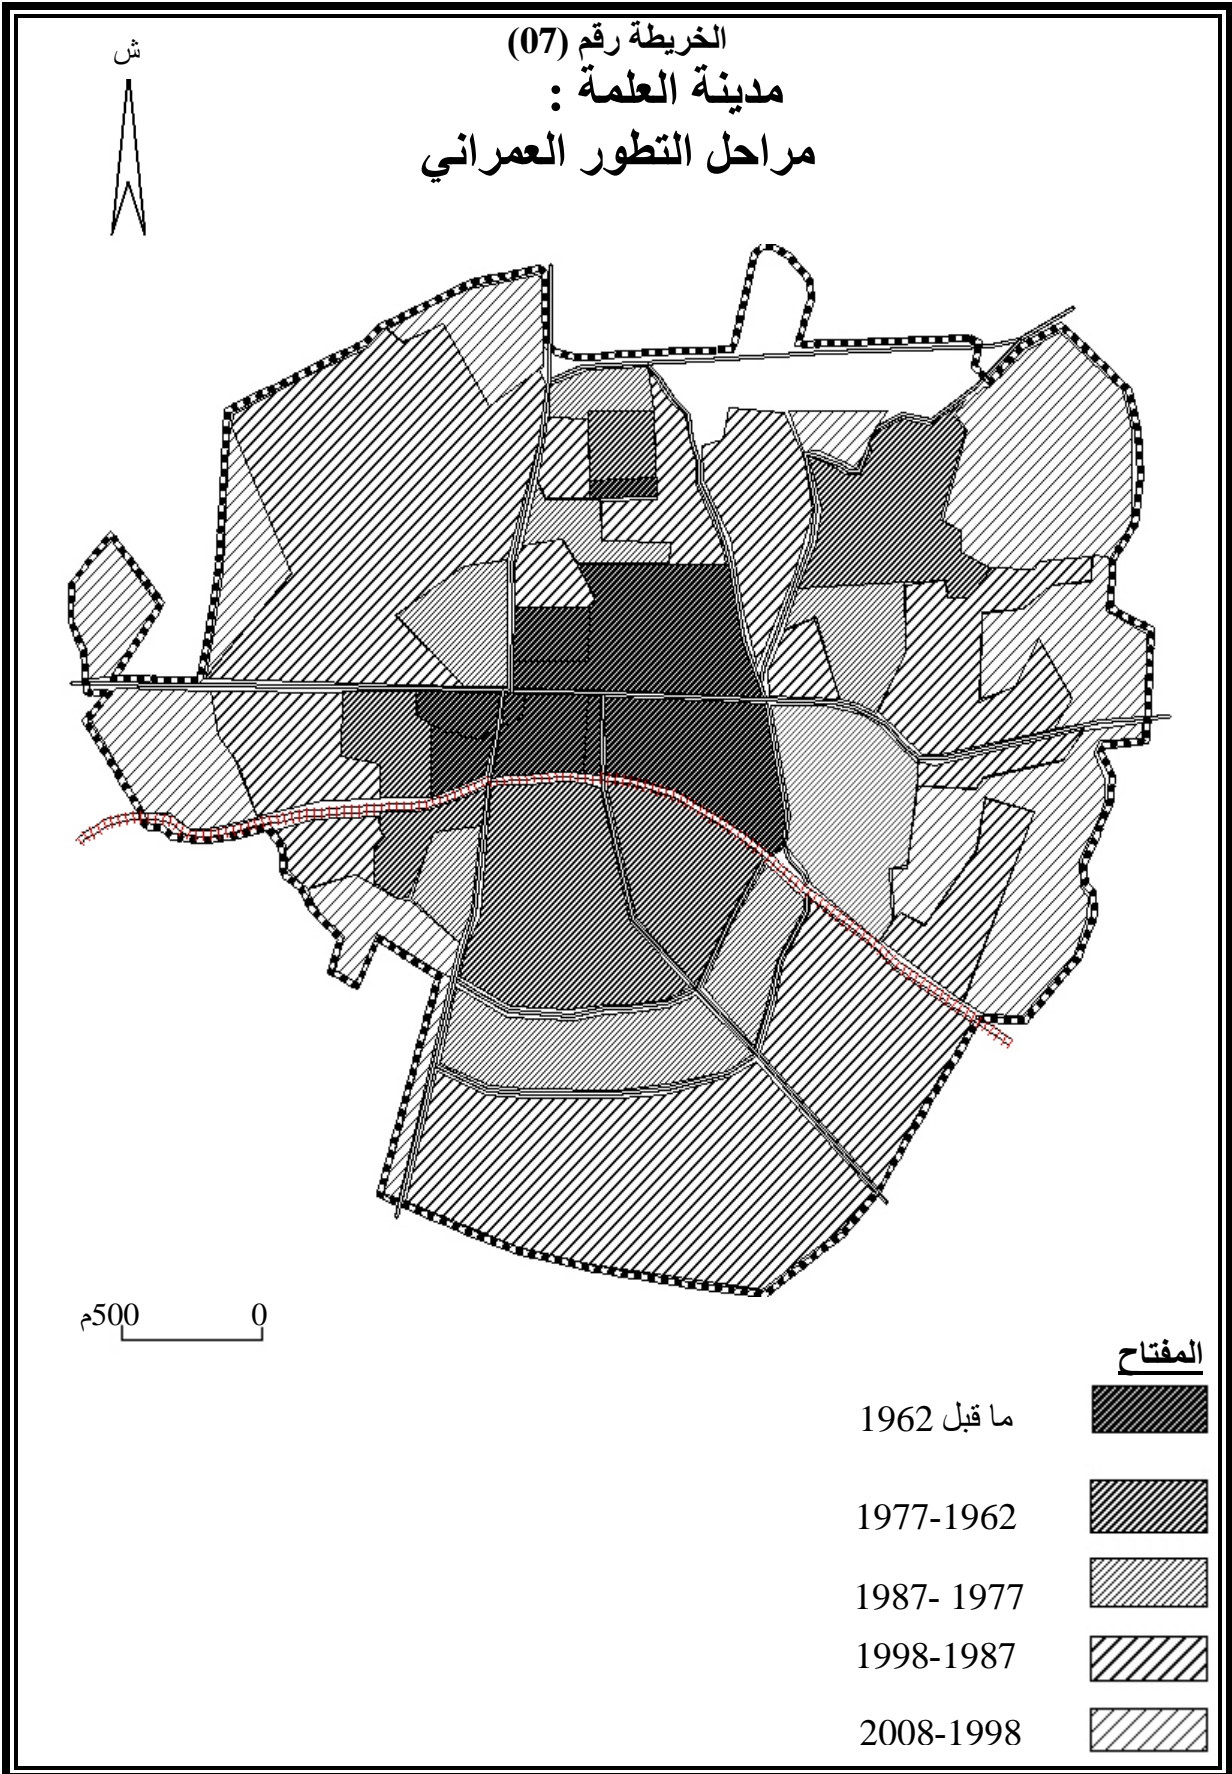 الخريطة رقم (07)
مدينة العلمة :
مراحل التطور العمراني
ش
500م
0
المفتاح
ما قبل 1962
1977-1962
1987- 1977
1998-1987
2008-1998